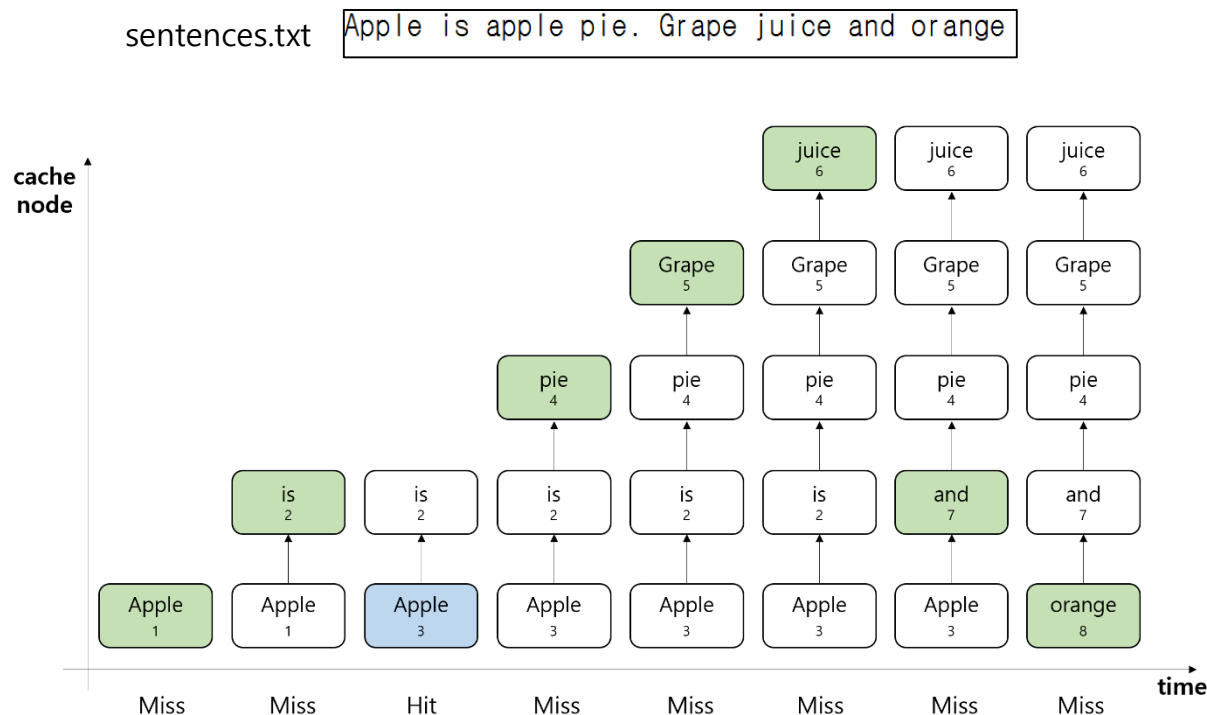 sentences.txt
Apple is apple pie. Grape juice and orange
cache
node
juice
6
juice
6
juice
6
Grape
5
Grape
5
Grape
5
Grape
5
pie
4
pie
4
pie
4
pie
4
pie
4
is
2
is
2
is
2
is
2
is
2
and
7
and
7
Apple
1
Apple
1
Apple
3
Apple
3
Apple
3
Apple
3
Apple
3
orange
8
time
Miss Miss Hit Miss Miss Miss Miss Miss